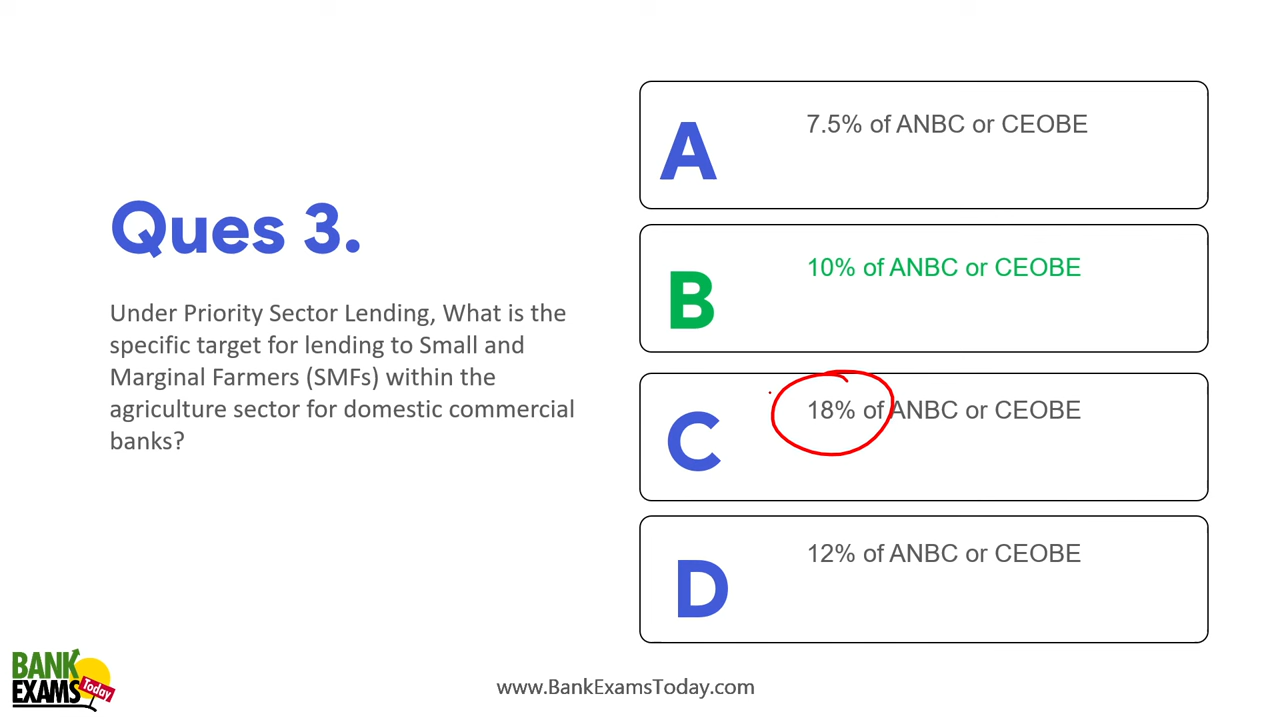 Ques 3.
Under Priority Sector Lending, What is the
specific target for lending to Small and
Marginal Farmers (SMFs) within the
agriculture sector for domestic commercial
banks?
A
7.5% of ANBC or CEOBE
B
10% of ANBC or CEOBE
C
18% of ANBC or CEOBE
D
12% of ANBC or CEOBE
BANK
EXAMS
Today
www.BankExamsToday.com